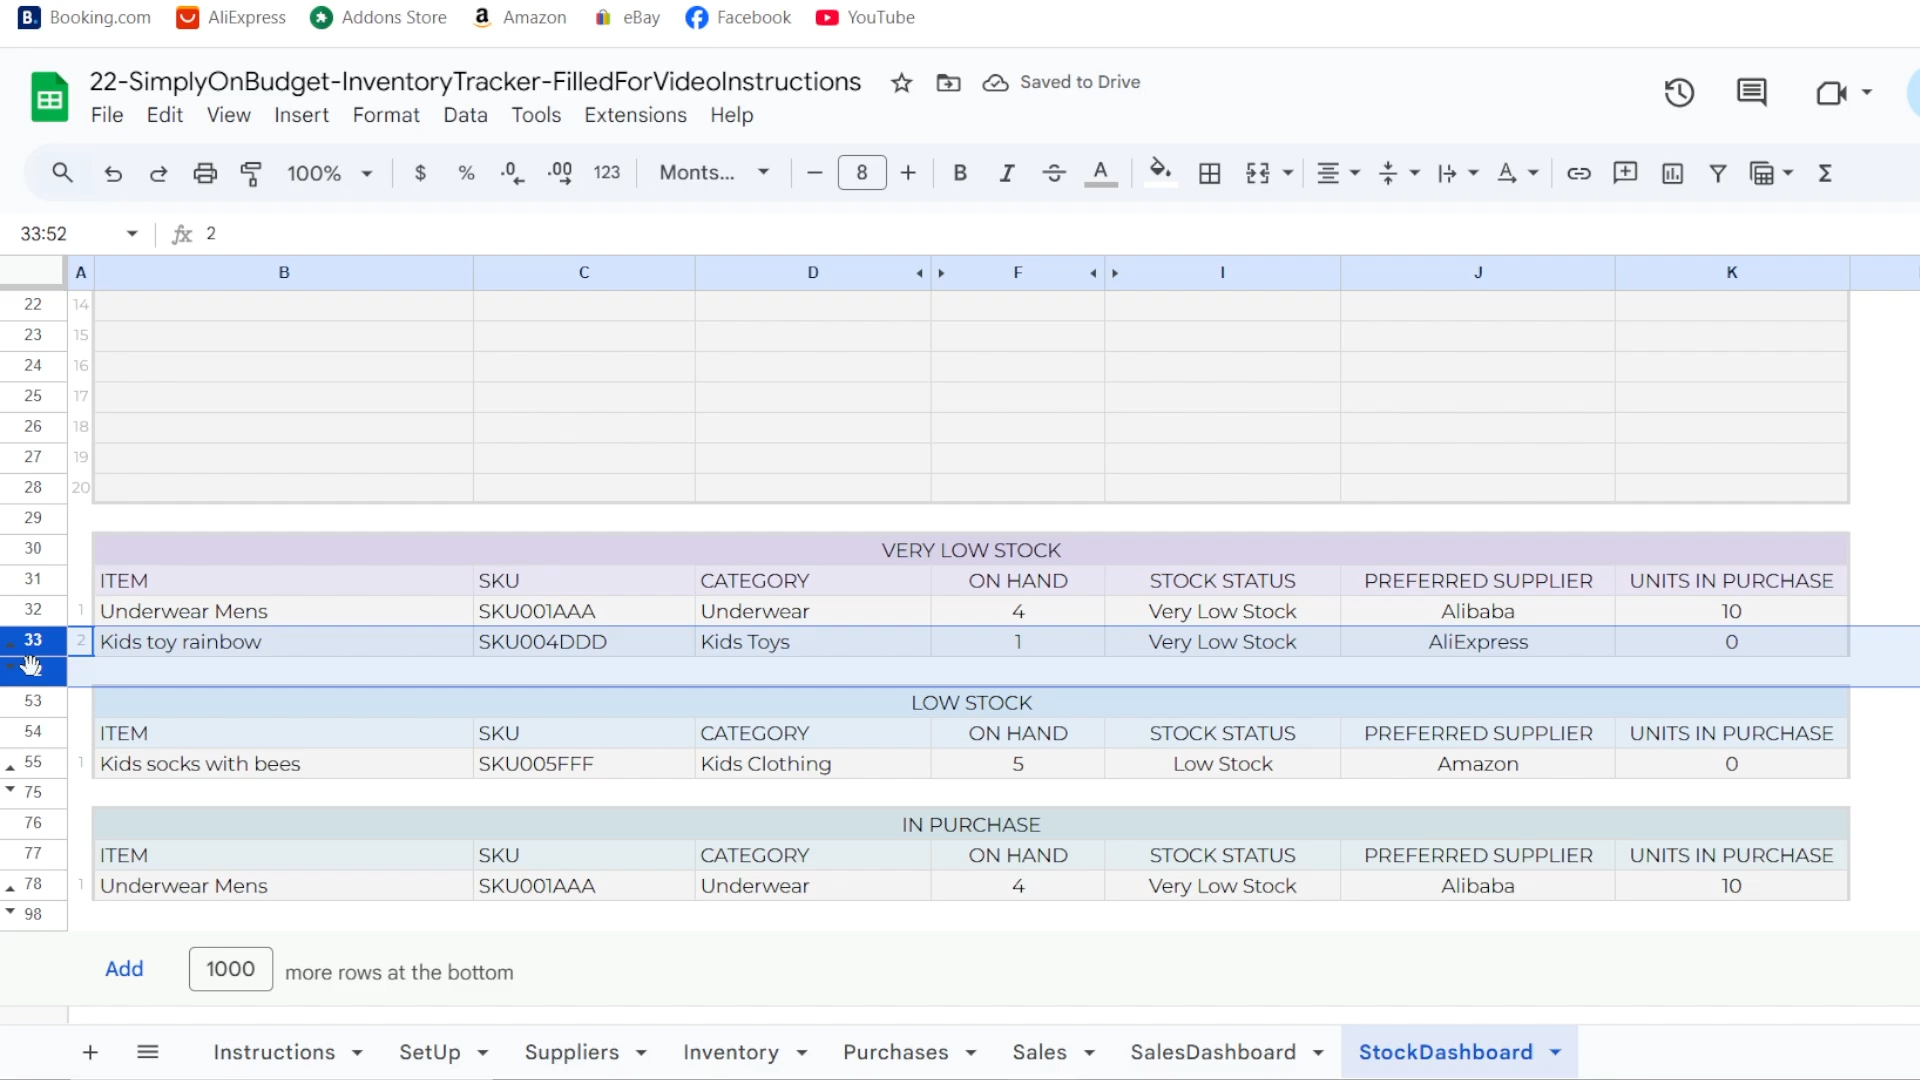 Booking.com AliExpress Addons Store Amazon eBay Facebook YouTube
22-SimplyOnBudget-InventoryTracker-FilledForVideoInstructions Saved to Drive
File Edit View Insert Format Data Tools Extensions Help
100% $ % .0 .00 123 Monts... 8 B I A
33:52 fx 2
A B C D F I J K
22 14
23 15
24 16
25 17
26 18
27 19
28 20
29
30 VERY LOW STOCK
31 ITEM SKU CATEGORY ON HAND STOCK STATUS PREFERRED SUPPLIER UNITS IN PURCHASE
32 1 Underwear Mens SKU001AAA Underwear 4 Very Low Stock Alibaba 10
33 2 Kids toy rainbow SKU004DDD Kids Toys 1 Very Low Stock AliExpress 0
53 LOW STOCK
54 ITEM SKU CATEGORY ON HAND STOCK STATUS PREFERRED SUPPLIER UNITS IN PURCHASE
55 1 Kids socks with bees SKU005FFF Kids Clothing 5 Low Stock Amazon 0
75
76 IN PURCHASE
77 ITEM SKU CATEGORY ON HAND STOCK STATUS PREFERRED SUPPLIER UNITS IN PURCHASE
78 1 Underwear Mens SKU001AAA Underwear 4 Very Low Stock Alibaba 10
98
Add 1000 more rows at the bottom
Instructions SetUp Suppliers Inventory Purchases Sales SalesDashboard StockDashboard